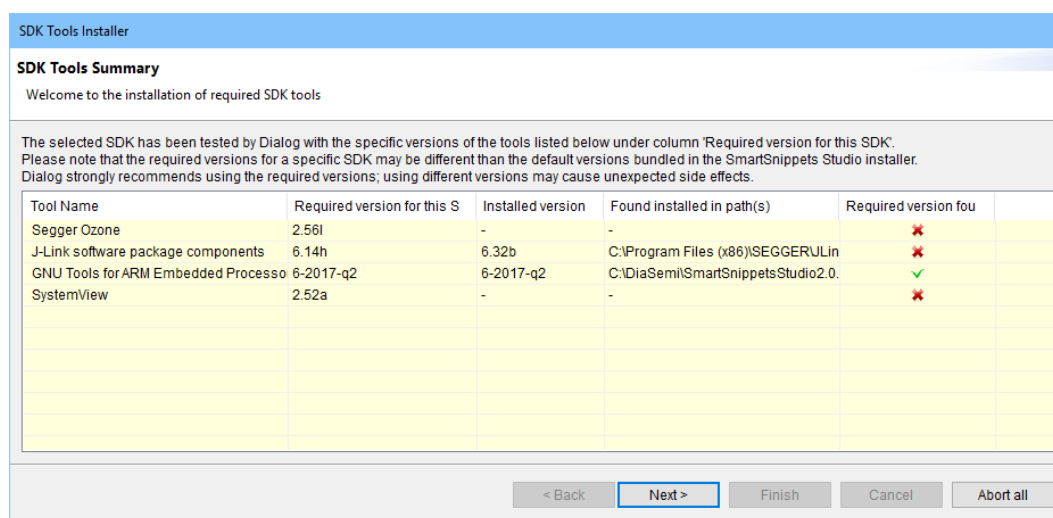 SDK Tools Installer
SDK Tools Summary
Welcome to the installation of required SDK tools
The selected SDK has been tested by Dialog with the specific versions of the tools listed below under column 'Required version for this SDK'.
Please note that the required versions for a specific SDK may be different than the default versions bundled in the SmartSnippets Studio installer.
Dialog strongly recommends using the required versions; using different versions may cause unexpected side effects.
Tool Name Required version for this S Installed version Found installed in path(s) Required version fou
Segger Ozone 2.56l - -
J-Link software package components 6.14h 6.32b C:\Program Files (x86)\SEGGER\JLin
GNU Tools for ARM Embedded Processo 6-2017-q2 6-2017-q2 C:\DiaSemi\SmartSnippetsStudio2.0.
SystemView 2.52a - -
< Back Next > Finish Cancel Abort all